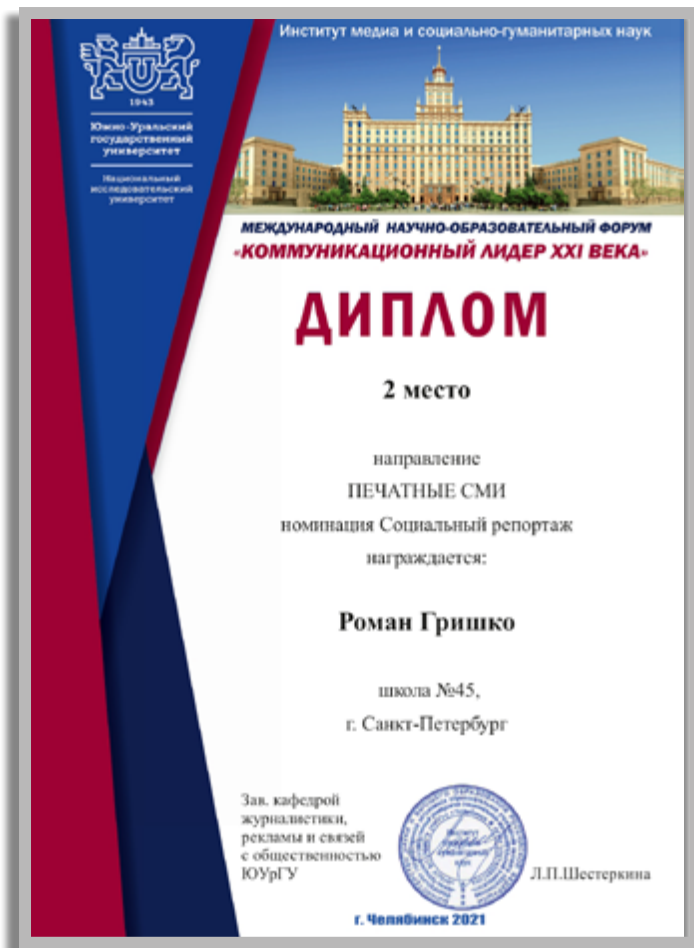 Институт медиа и социально-гуманитарных наук
1943
Южно-Уральский
государственный
университет
Национальный
исследовательский
университет
МЕЖДУНАРОДНЫЙ НАУЧНО-ОБРАЗОВАТЕЛЬНЫЙ ФОРУМ
«КОММУНИКАЦИОННЫЙ ЛИДЕР XXI ВЕКА»
ДИПЛОМ
2 место
направление
ПЕЧАТНЫЕ СМИ
номинация Социальный репортаж
награждается:
Роман Гришко
школа №45,
г. Санкт-Петербург
Зав. кафедрой
журналистики,
рекламы и связей
с общественностью
ЮУрГУ
Л.П.Шестеркина
г. Челябинск 2021